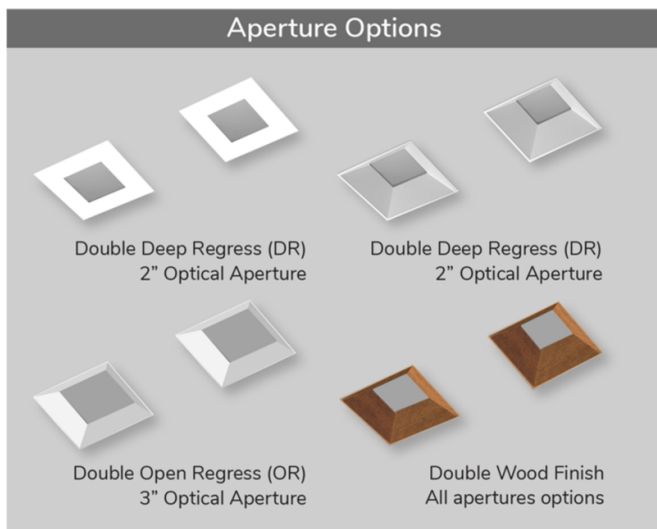 Aperture Options
Double Deep Regress (DR)
2” Optical Aperture
Double Deep Regress (DR)
2” Optical Aperture
Double Open Regress (OR)
3” Optical Aperture
Double Wood Finish
All apertures options